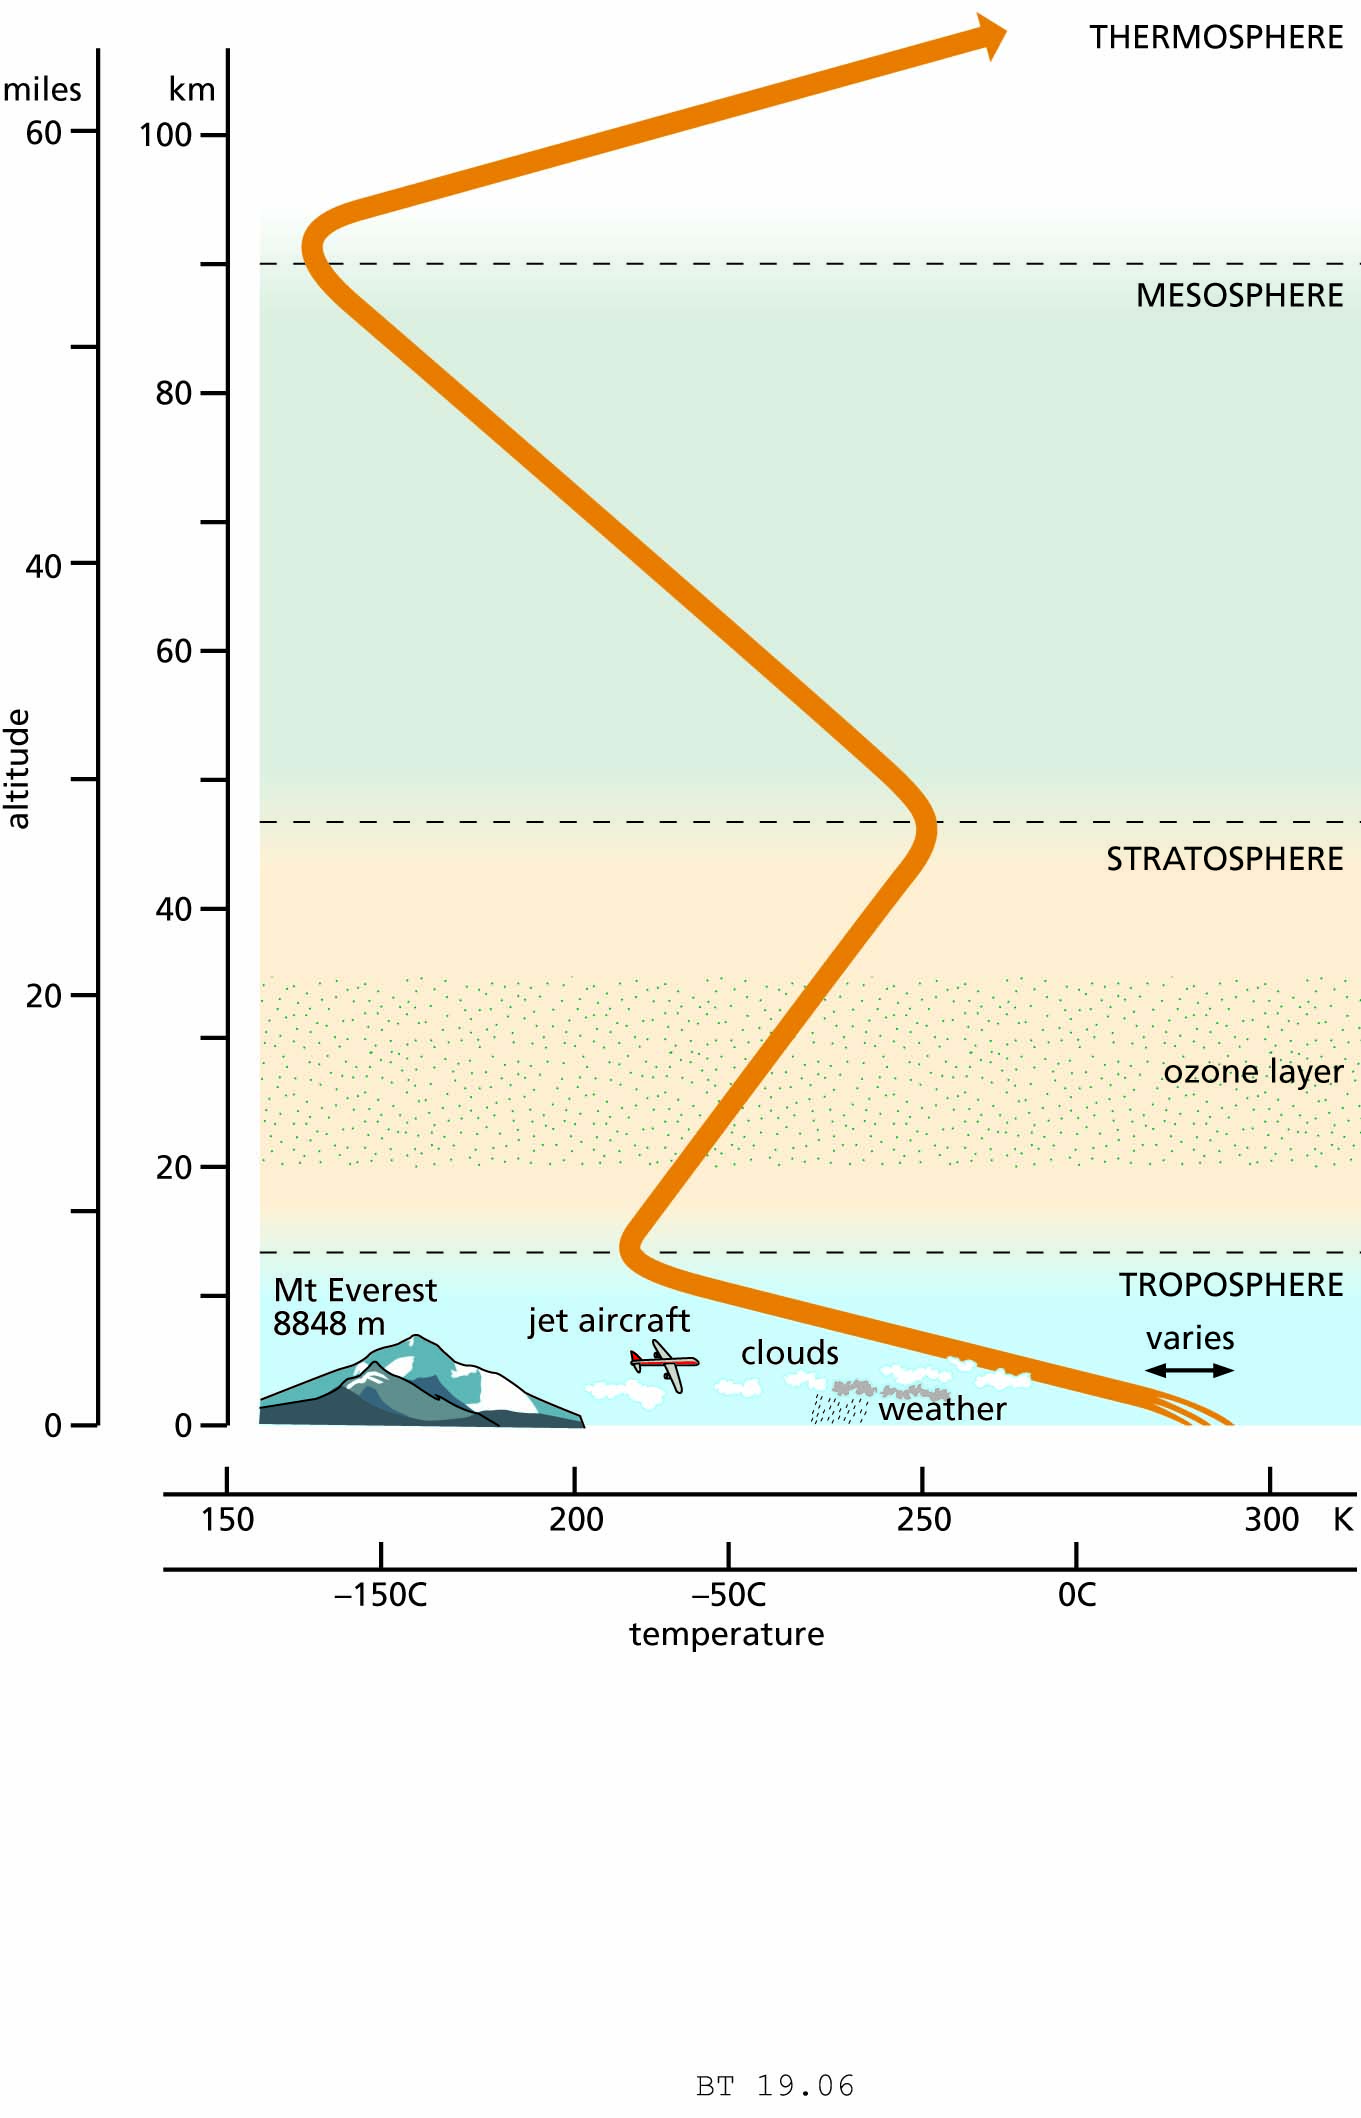 THERMOSPHERE
miles
km
60
100
MESOSPHERE
80
40
60
altitude
STRATOSPHERE
40
20
ozone layer
20
TROPOSPHERE
Mt Everest
8848 m
jet aircraft
varies
clouds
weather
0
0
150 200 250 300 K
–150C –50C 0C
temperature
BT 19.06